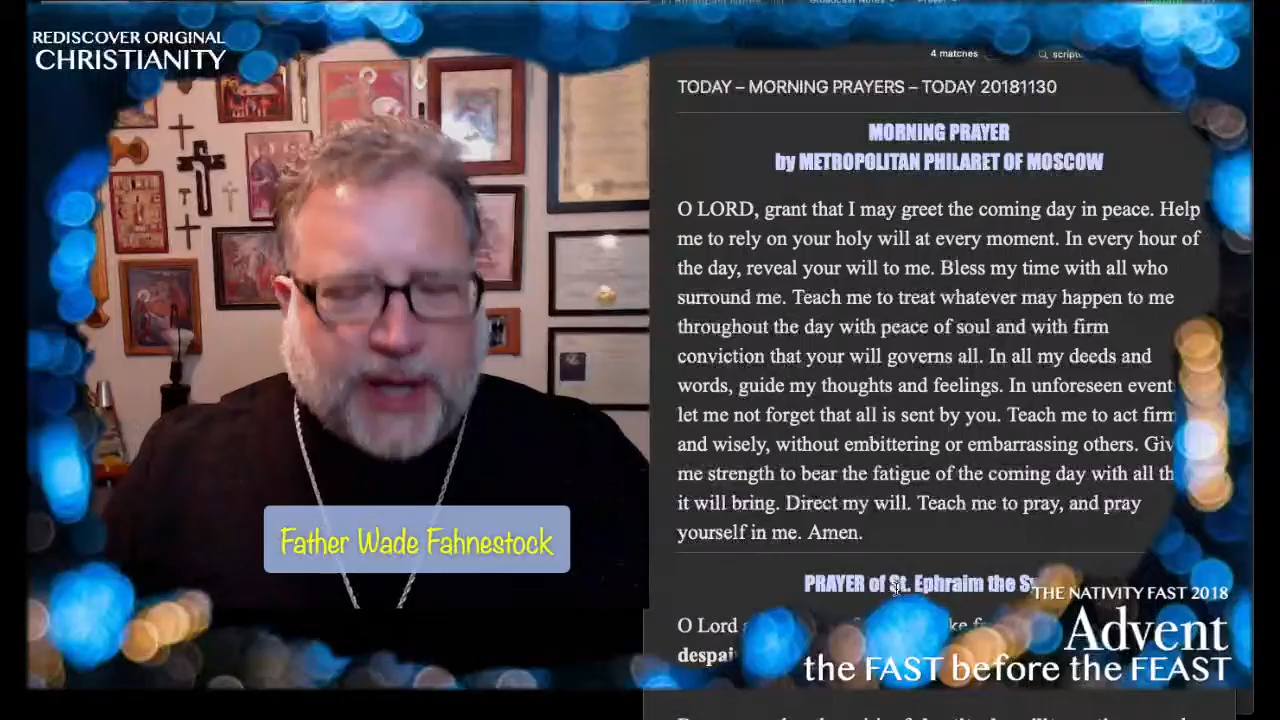 REDISCOVER ORIGINAL
CHRISTIANITY
4 matches
TODAY – MORNING PRAYERS – TODAY 20181130
MORNING PRAYER
by METROPOLITAN PHILARET OF MOSCOW
O LORD, grant that I may greet the coming day in peace. Help
me to rely on your holy will at every moment. In every hour of
the day, reveal your will to me. Bless my time with all who
surround me. Teach me to treat whatever may happen to me
throughout the day with peace of soul and with firm
conviction that your will governs all. In all my deeds and
words, guide my thoughts and feelings. In unforeseen event
let me not forget that all is sent by you. Teach me to act firm
and wisely, without embittering or embarrassing others. Giv
me strength to bear the fatigue of the coming day with all th
it will bring. Direct my will. Teach me to pray, and pray
yourself in me. Amen.
Father Wade Fahnestock
PRAYER of St. Ephraim the
O Lord
despai
THE NATIVITY FAST 2018
Advent
the FAST before the FEAST